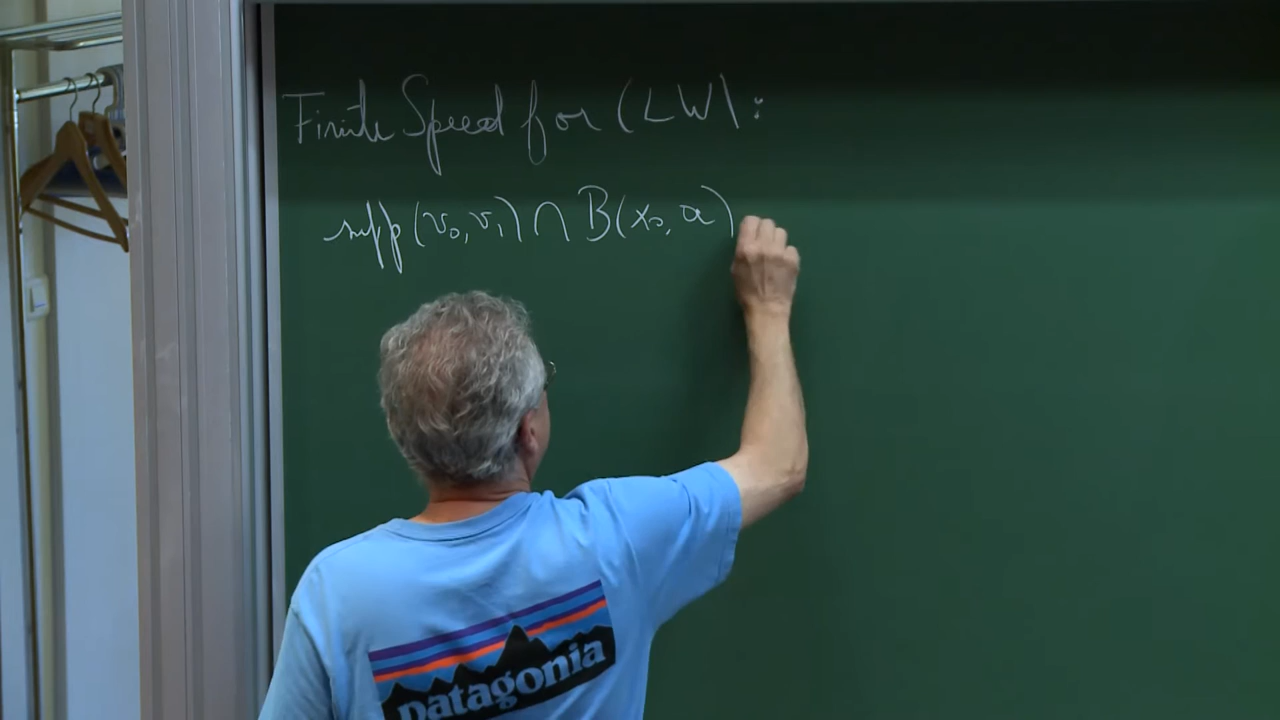 Finite Speed for (LW):
supp (v₀, v₁) ∩ B(x₀, a)
patagonia